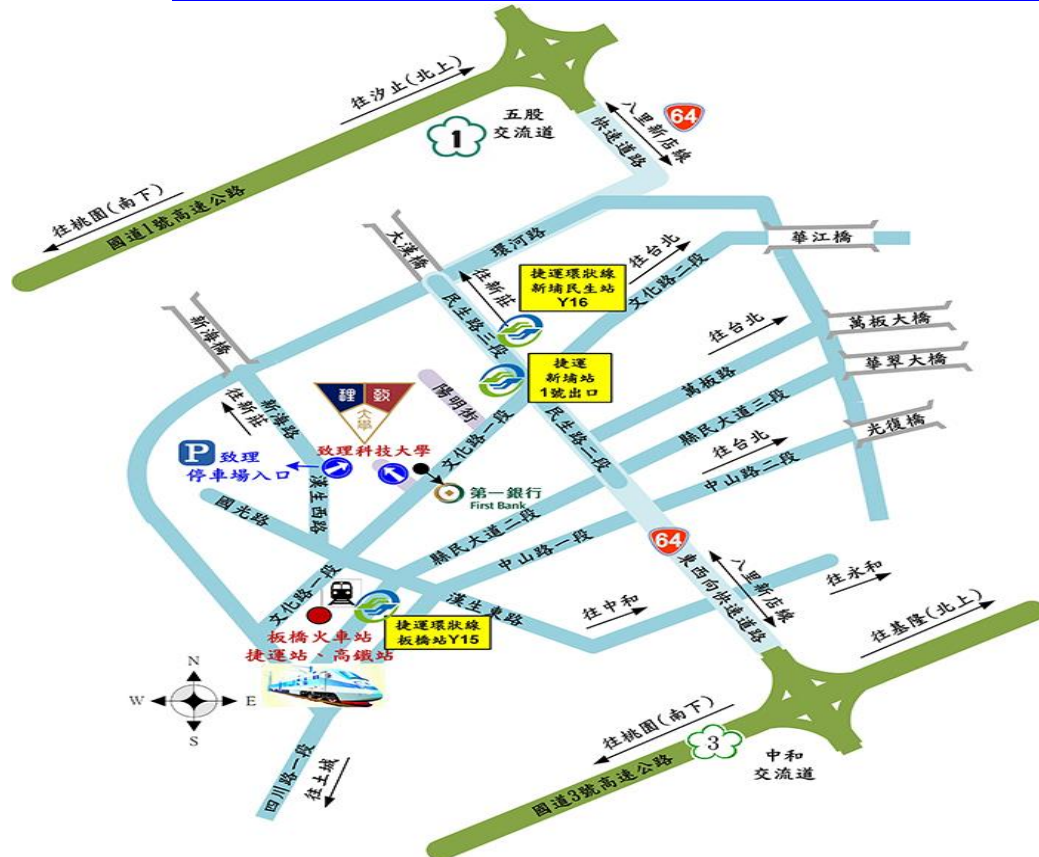 往汐止(北上)
五股
交流道
1
八里新店線
64
快速道路
往桃園(南下)
國道1號高速公路
大漢橋
環河路
華江橋
往新莊
捷運環狀線
新埔民生站
Y16
往台北
文化路二段
民生路三段
新海橋
往台北
萬板大橋
捷運
新埔站
1號出口
萬板路
華翠大橋
陽明街
往新莊
新海路
理
致
大學
縣民大道三段
光復橋
民生路二段
往台北
文化路一段
致理科技大學
P 致理
停車場入口
中山路二段
漢生西路
第一銀行
First Bank
國光路
縣民大道二段
64
中山路一段
東西向快速道路
八里新店線
文化路一段
漢生東路
往中和
往永和
捷運環狀線
板橋站Y15
板橋火車站
捷運站、高鐵站
往基隆(北上)
N
W
E
S
往桃園(南下)
3
中和
交流道
四川路一段
往土城
國道3號高速公路